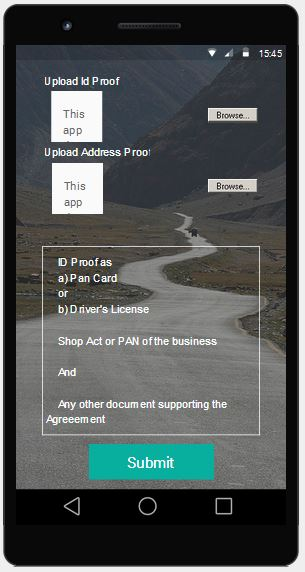 15:45
Upload Id Proof
This
app
Browse...
Upload Address Proof
This
app
Browse...
ID Proof as
a) Pan Card
or
b) Driver's License
Shop Act or PAN of the business
And
Any other document supporting the
Agreeement
Submit